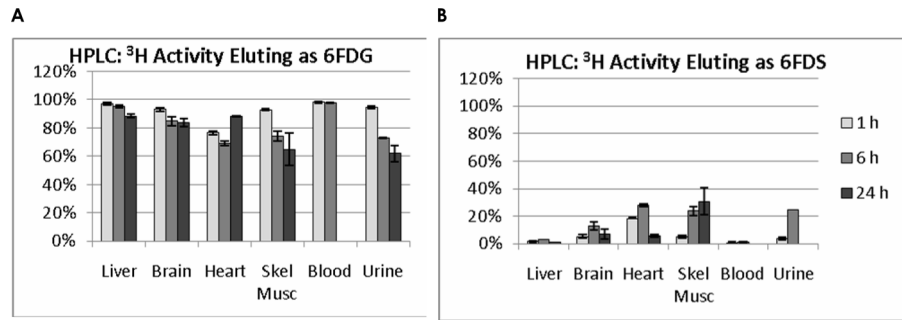 A
HPLC: ³H Activity Eluting as 6FDG
120%
100%
80%
60%
40%
20%
0%
Liver Brain Heart Skel Blood Urine
Musc
B
HPLC: ³H Activity Eluting as 6FDS
120%
100%
80%
60%
40%
20%
0%
Liver Brain Heart Skel Blood Urine
Musc
1 h
6 h
24 h